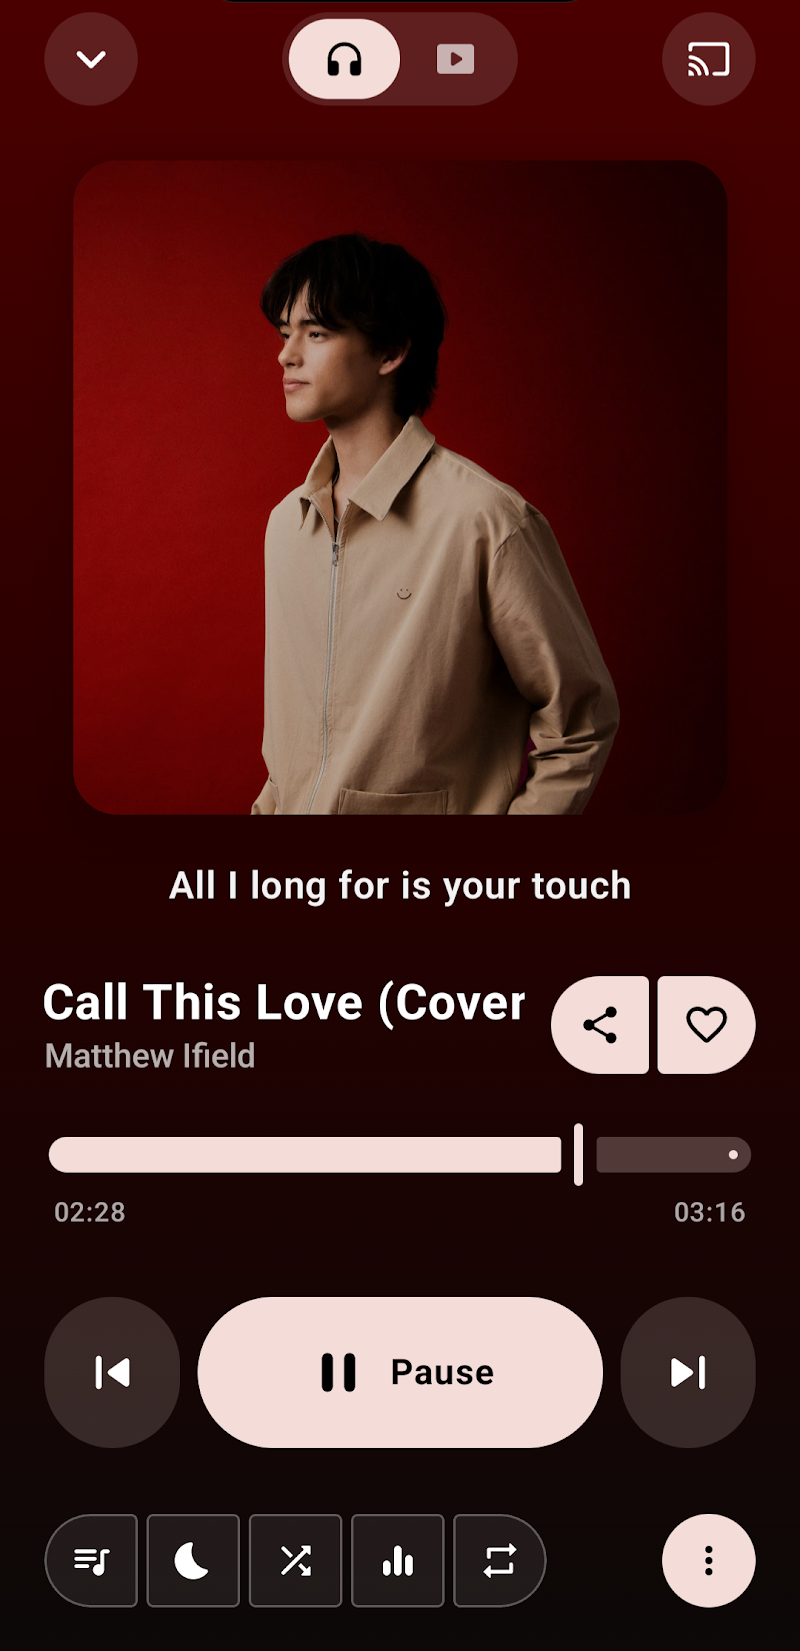 All I long for is your touch
Call This Love (Cover
Matthew Ifield
02:28
03:16
Pause